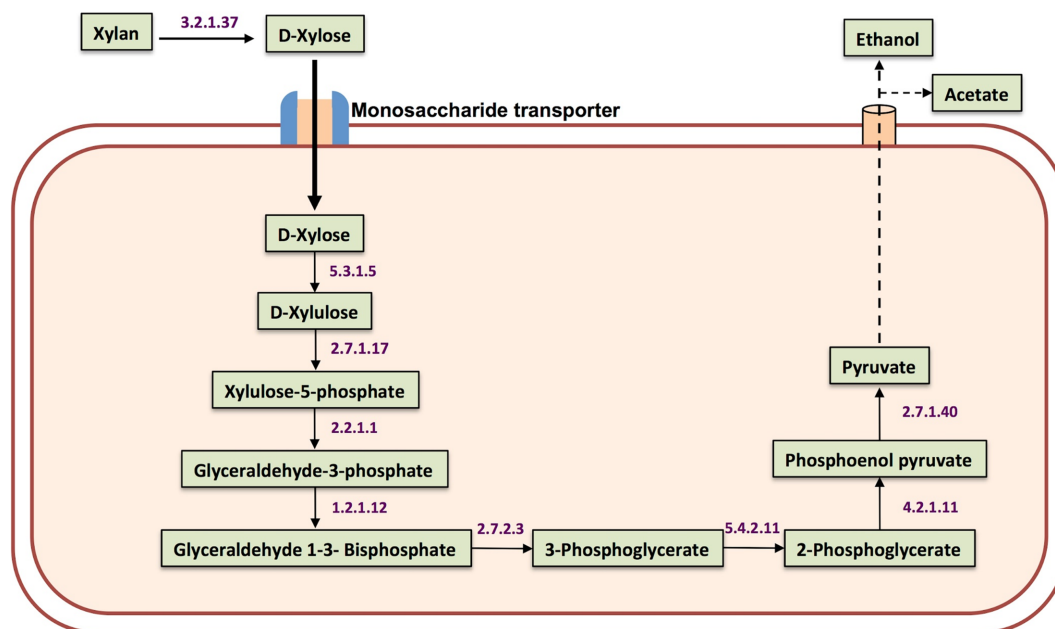 Xylan
3.2.1.37
D-Xylose
Monosaccharide transporter
D-Xylose
5.3.1.5
D-Xylulose
2.7.1.17
Xylulose-5-phosphate
2.2.1.1
Glyceraldehyde-3-phosphate
1.2.1.12
Glyceraldehyde 1-3- Bisphosphate
2.7.2.3
3-Phosphoglycerate
5.4.2.11
2-Phosphoglycerate
4.2.1.11
Phosphoenol pyruvate
2.7.1.40
Pyruvate
Ethanol
Acetate